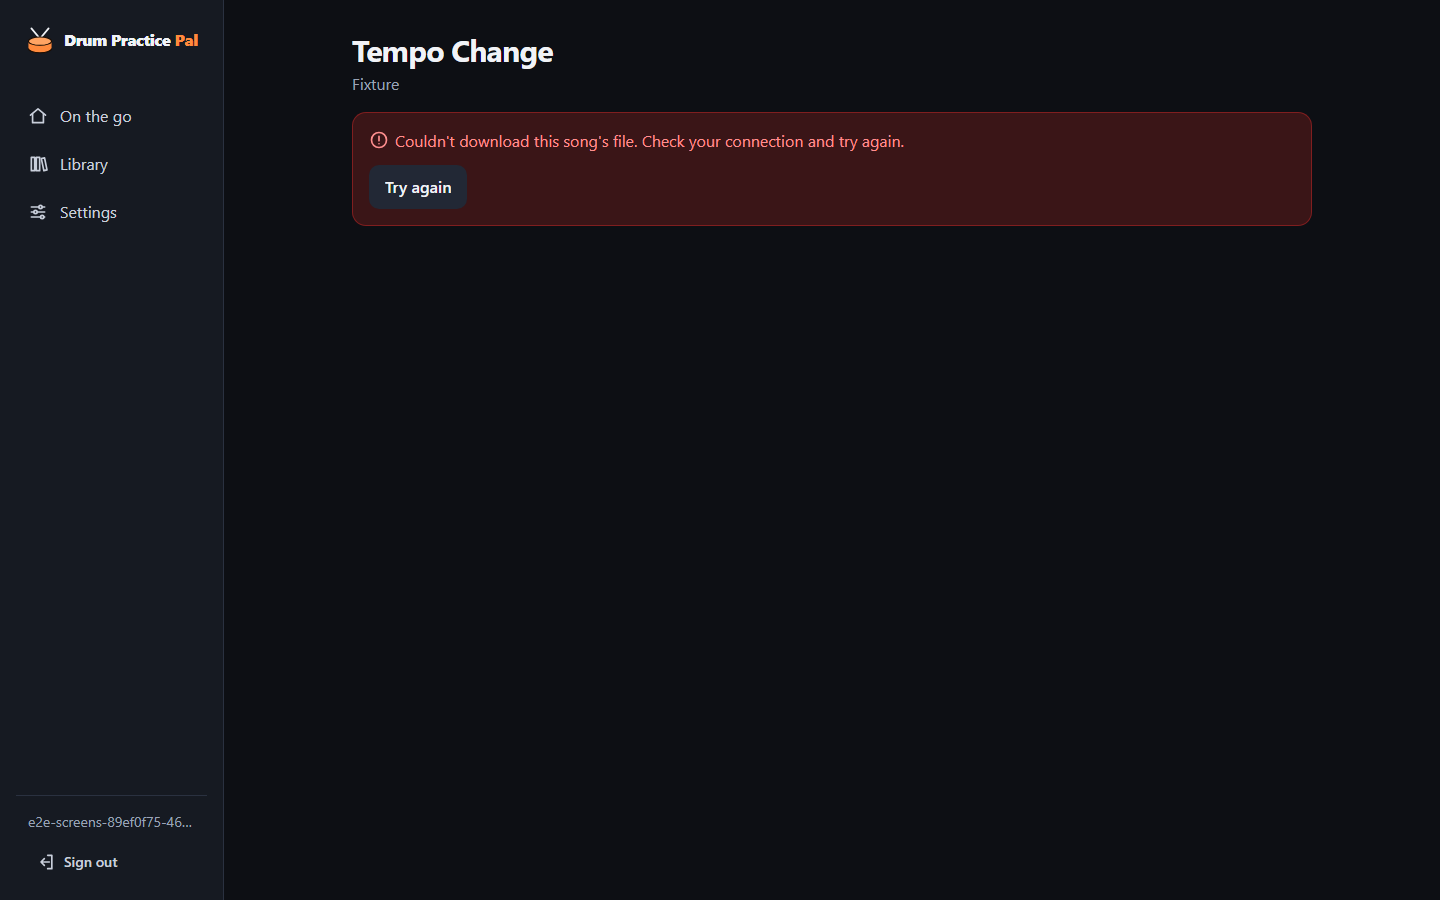 Drum Practice Pal
On the go
Library
Settings
e2e-screens-89ef0f75-46...
Sign out
Tempo Change
Fixture
Couldn't download this song's file. Check your connection and try again.
Try again